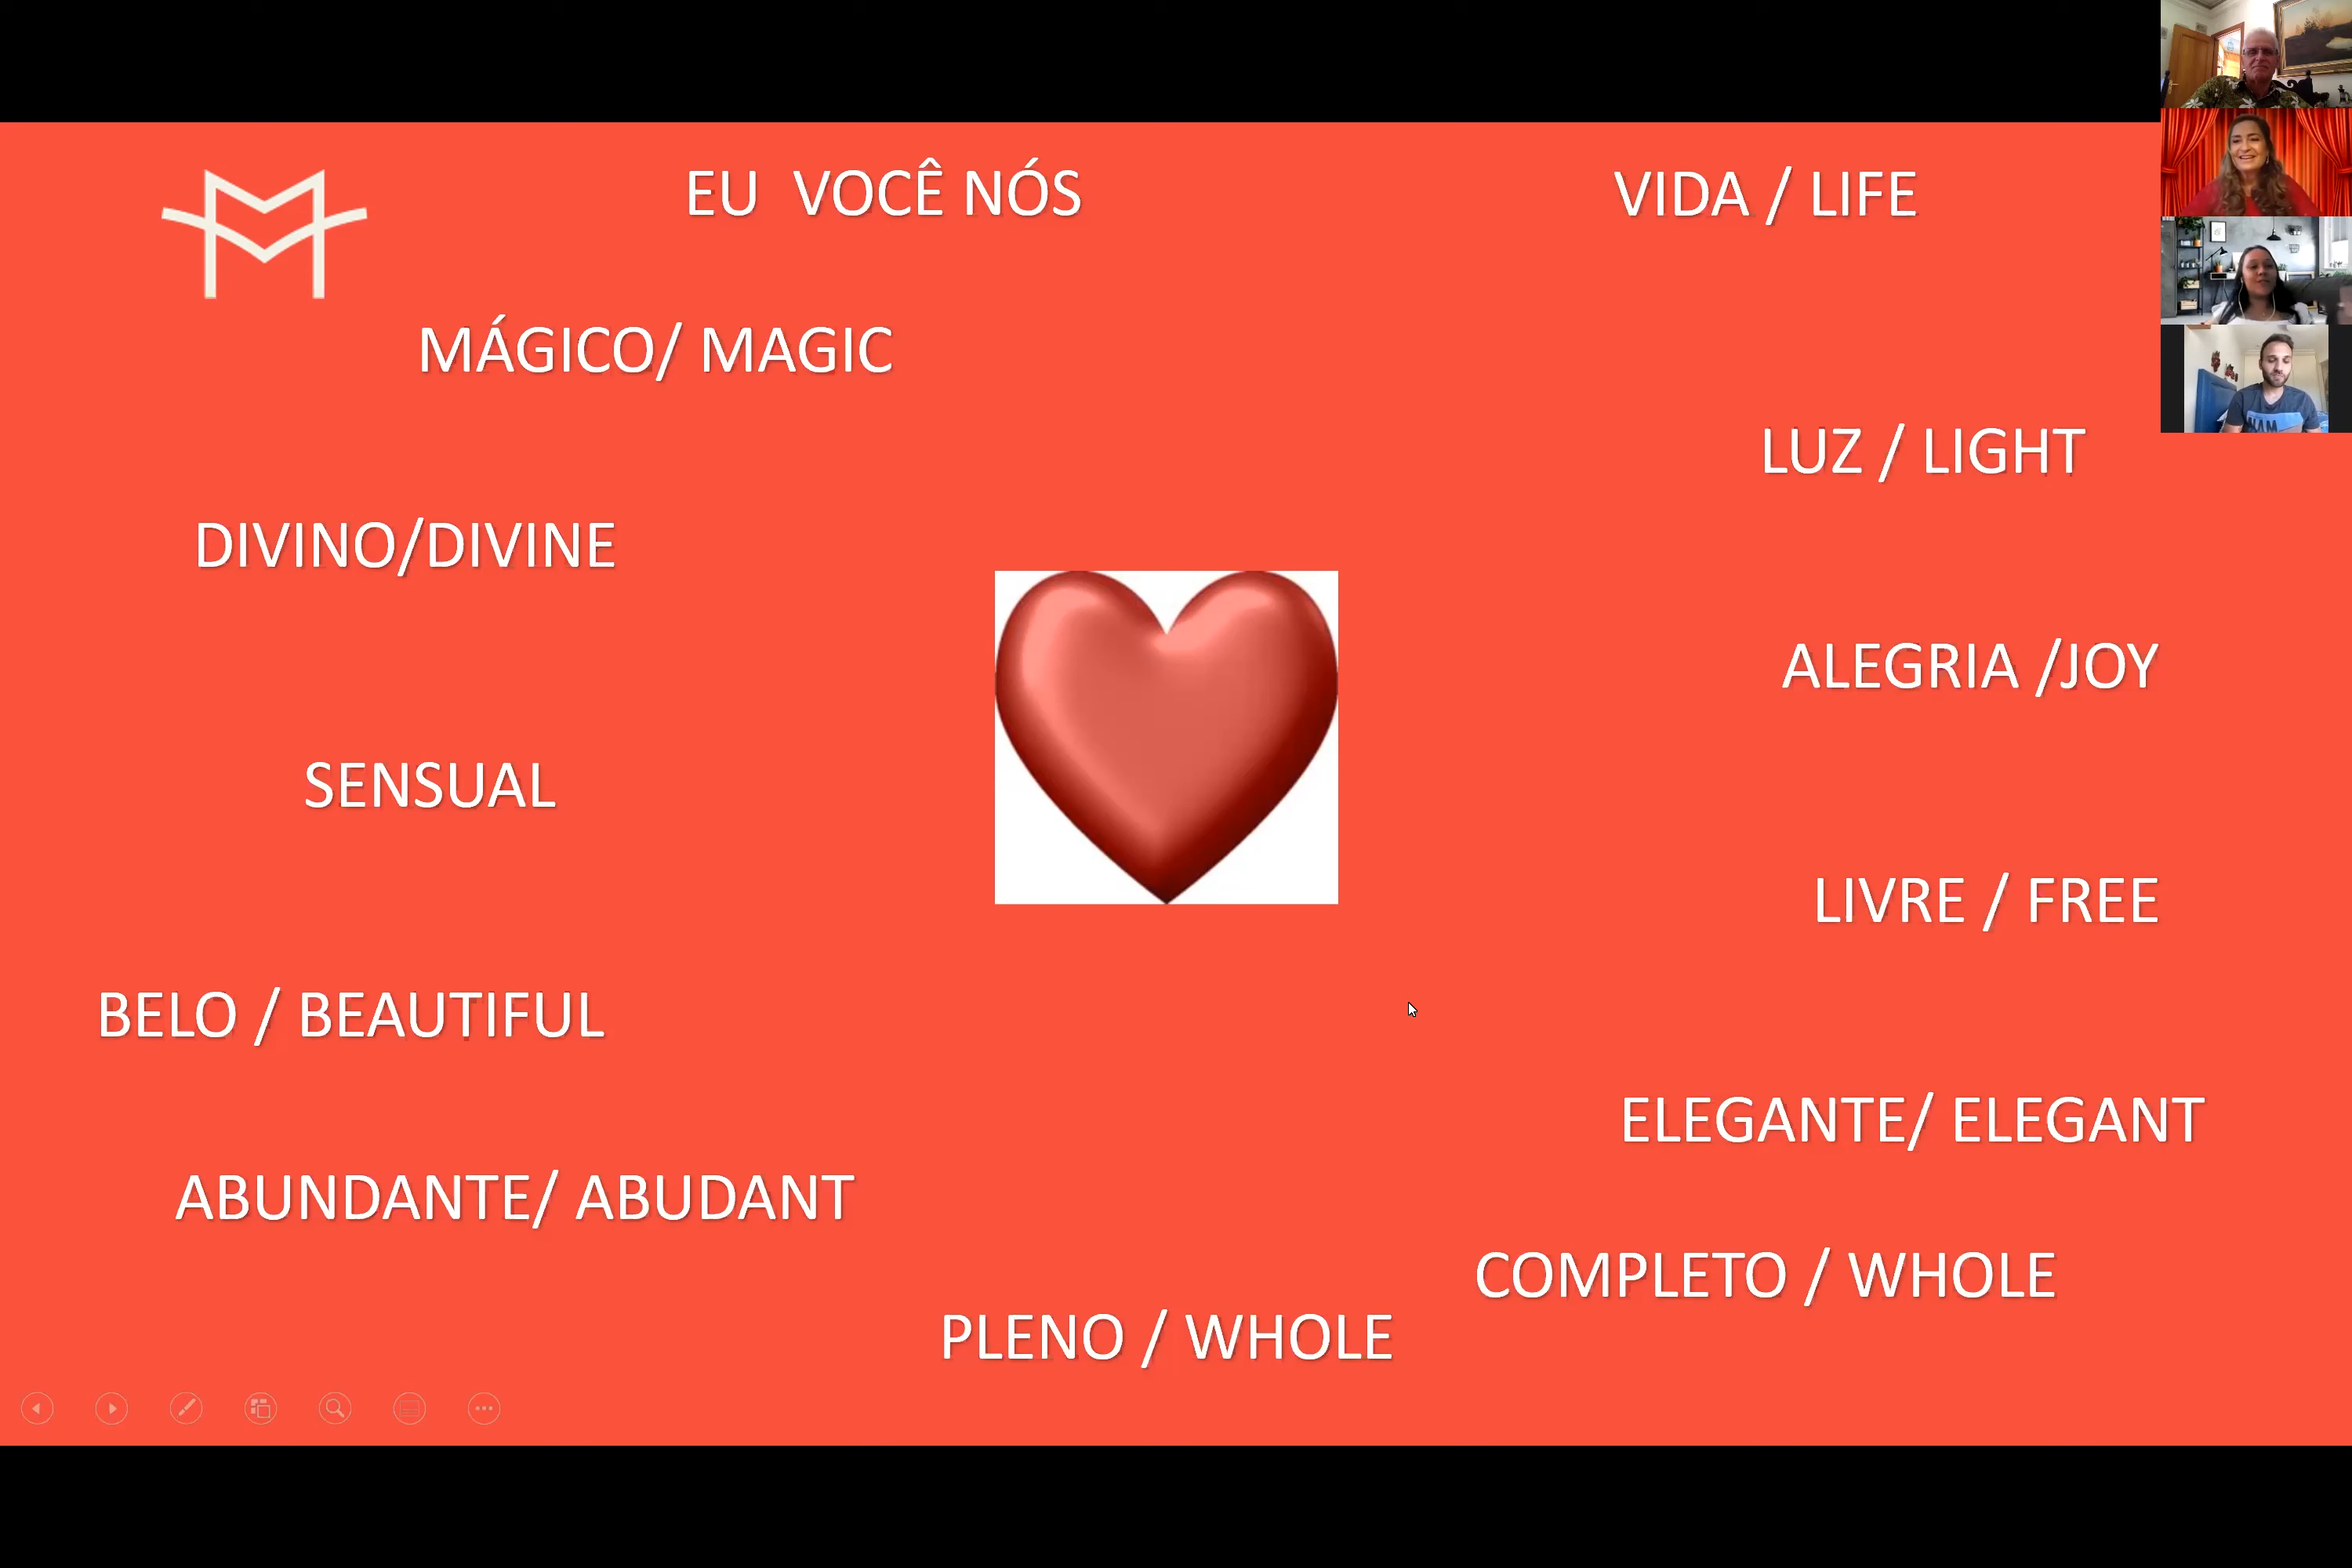 EU  VOCÊ NÓS
VIDA / LIFE
MÁGICO/ MAGIC
LUZ / LIGHT
DIVINO/DIVINE
ALEGRIA /JOY
SENSUAL
LIVRE / FREE
BELO / BEAUTIFUL
ELEGANTE/ ELEGANT
ABUNDANTE/ ABUDANT
COMPLETO / WHOLE
PLENO / WHOLE